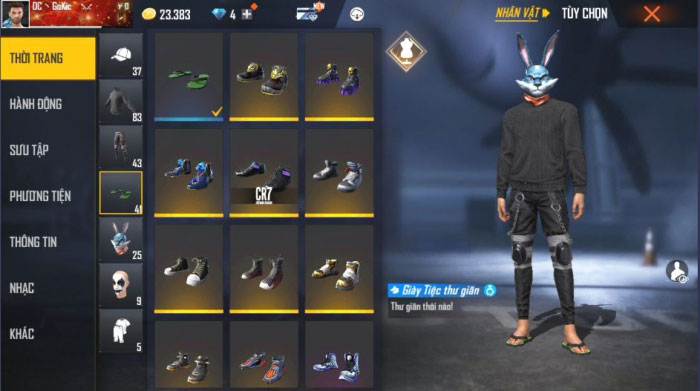 OC GoKic
23.383
4
NHÂN VẬT
TÙY CHỌN
THỜI TRANG
HÀNH ĐỘNG
SƯU TẬP
PHƯƠNG TIỆN
THÔNG TIN
NHẠC
KHÁC
37
83
43
41
25
9
5
CR7
Giày Tiệc thư giãn
Thư giãn thôi nào!